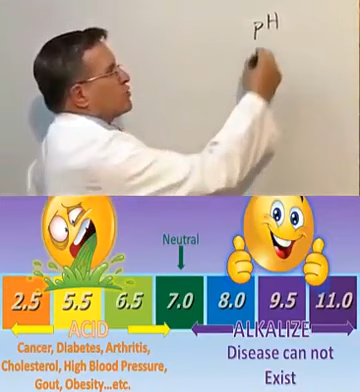 pH
Neutral
2.5 5.5 6.5 7.0 8.0 9.5 11.0
ACID
Cancer, Diabetes, Arthritis,
Cholesterol, High Blood Pressure,
Gout, Obesity...etc.
ALKALIZE
Disease can not
Exist